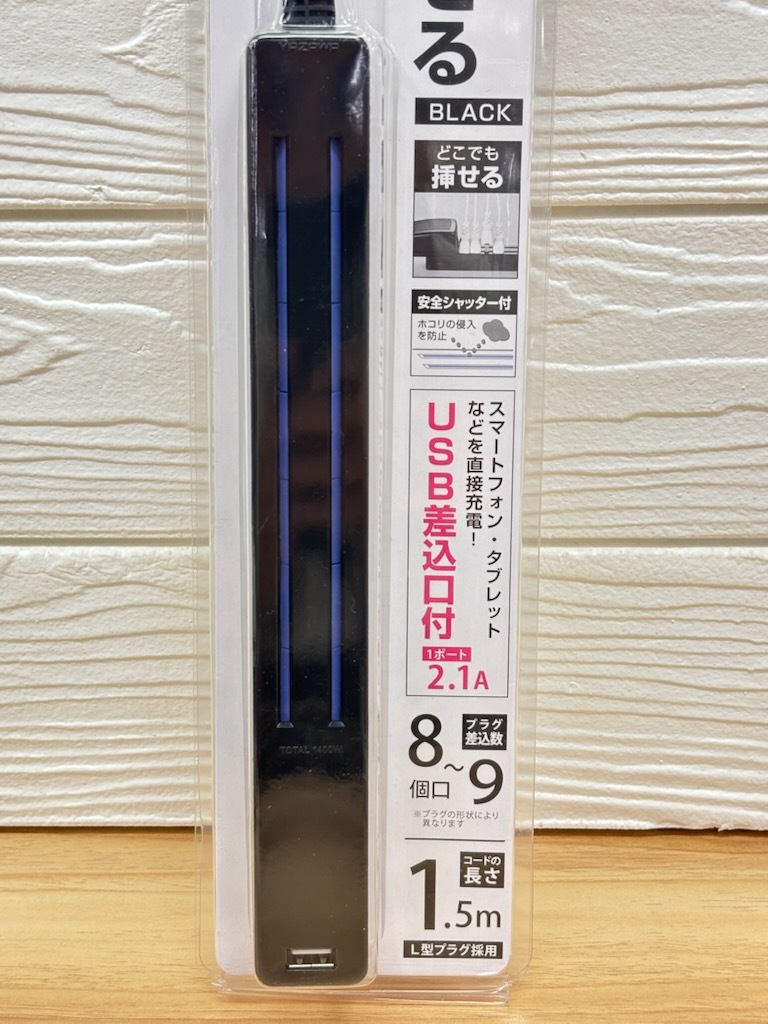 Yazawa
る
BLACK
どこでも
挿せる
安全シャッター付
ホコリの侵入
を防止
スマートフォン・タブレット
などを直接充電!
USB差込口付
1ポート
2.1A
プラグ
差込数
8~9
個口
※プラグの形状により
異なります
コードの
長さ
1.5m
L型プラグ採用
TOTAL 1400W